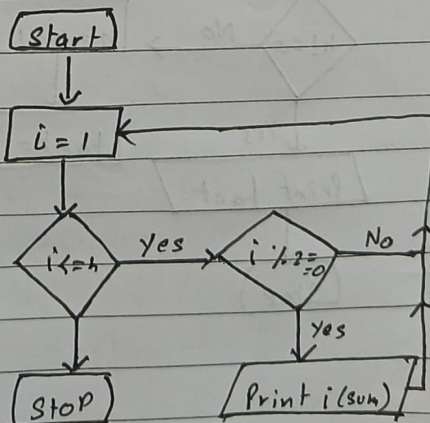 Start
i = 1
i<=n
Yes
i % 2=
=0
No
Yes
Print i (sum)
Stop